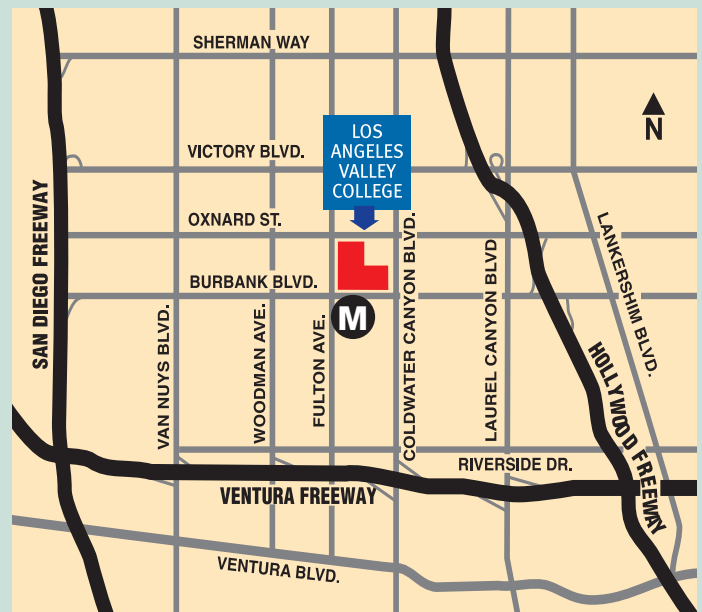 SHERMAN WAY
N
LOS
ANGELES
VALLEY
COLLEGE
VICTORY BLVD.
OXNARD ST.
BURBANK BLVD.
M
SAN DIEGO FREEWAY
VAN NUYS BLVD.
WOODMAN AVE.
FULTON AVE.
COLDWATER CANYON BLVD.
LAUREL CANYON BLVD
LANKERSHIM BLVD.
HOLLYWOOD FREEWAY
RIVERSIDE DR.
VENTURA FREEWAY
VENTURA BLVD.